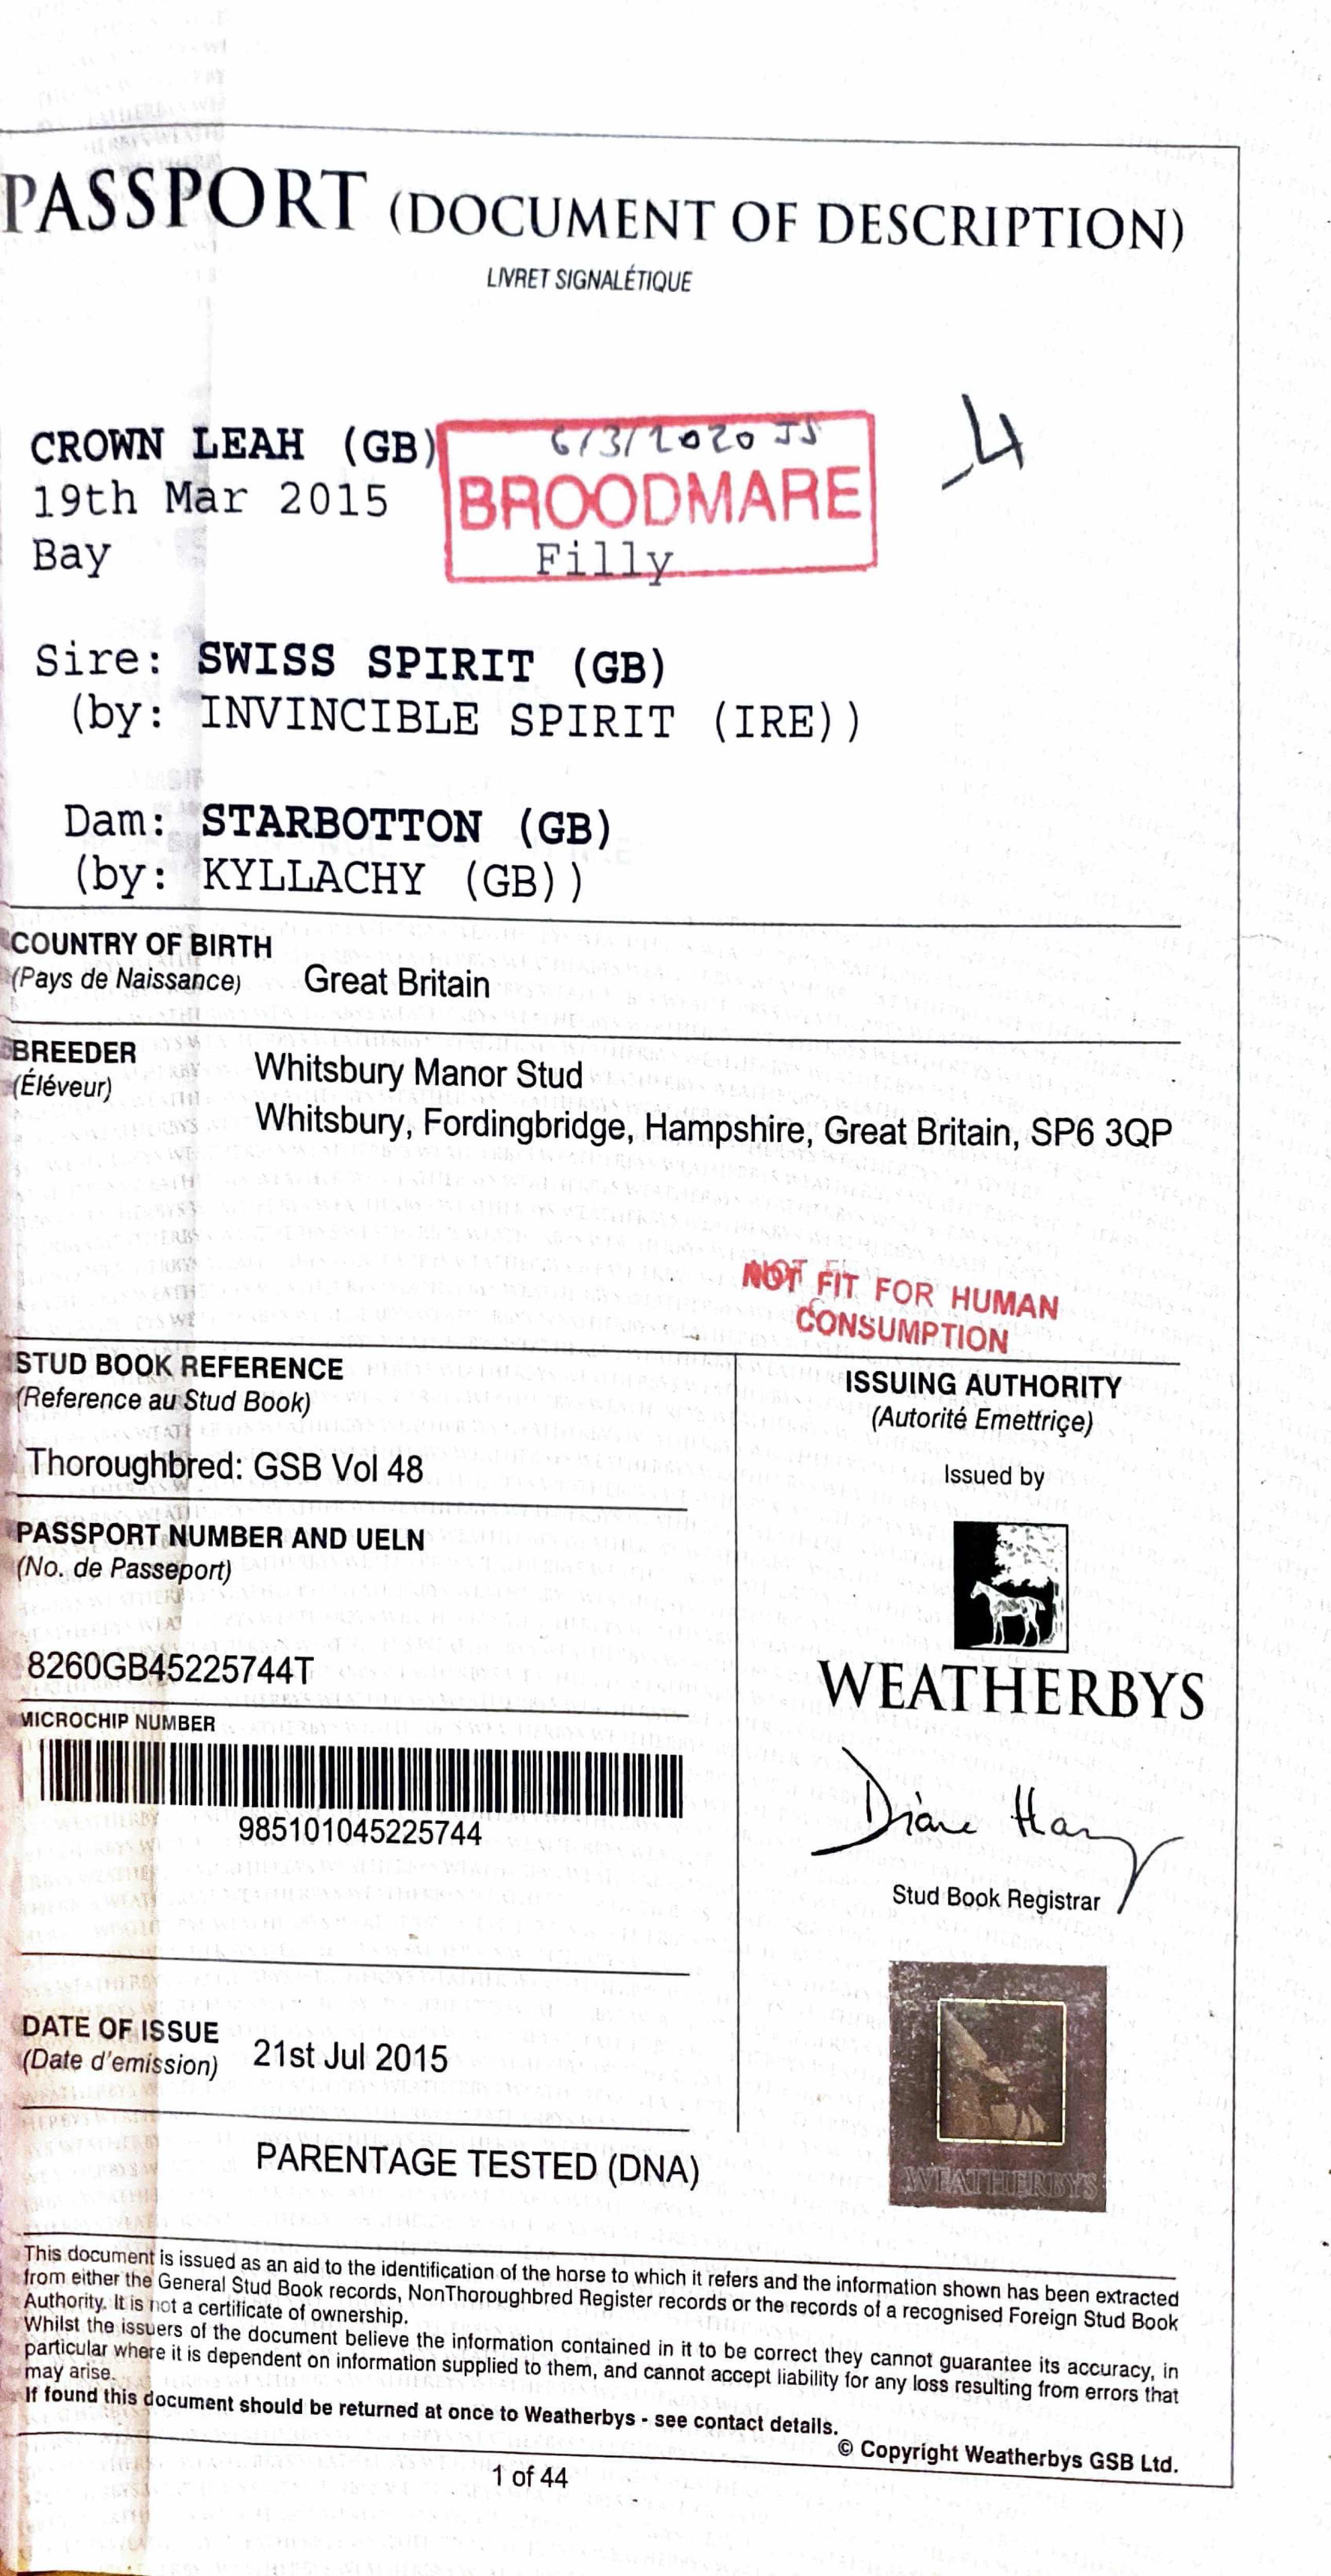 PASSPORT (DOCUMENT OF DESCRIPTION)
LIVRET SIGNALÉTIQUE
CROWN LEAH (GB)
6/3/2020 JS
BROODMARE
19th Mar 2015
Bay
Filly
Sire: SWISS SPIRIT (GB)
(by: INVINCIBLE SPIRIT (IRE))
Dam: STARBOTTON (GB)
(by: KYLLACHY (GB))
COUNTRY OF BIRTH
(Pays de Naissance) Great Britain
BREEDER
(Éléveur)
Whitsbury Manor Stud
Whitsbury, Fordingbridge, Hampshire, Great Britain, SP6 3QP
NOT FIT FOR HUMAN
CONSUMPTION
STUD BOOK REFERENCE
(Reference au Stud Book)
Thoroughbred: GSB Vol 48
PASSPORT NUMBER AND UELN
(No. de Passeport)
8260GB45225744T
MICROCHIP NUMBER
985101045225744
DATE OF ISSUE
(Date d'emission) 21st Jul 2015
PARENTAGE TESTED (DNA)
ISSUING AUTHORITY
(Autorité Emettriçe)
Issued by
WEATHERBYS
Stud Book Registrar
WEATHERBYS
This document is issued as an aid to the identification of the horse to which it refers and the information shown has been extracted
from either the General Stud Book records, NonThoroughbred Register records or the records of a recognised Foreign Stud Book
Authority. It is not a certificate of ownership.
Whilst the issuers of the document believe the information contained in it to be correct they cannot guarantee its accuracy, in
particular where it is dependent on information supplied to them, and cannot accept liability for any loss resulting from errors that
may arise.
If found this document should be returned at once to Weatherbys - see contact details.
© Copyright Weatherbys GSB Ltd.
1 of 44